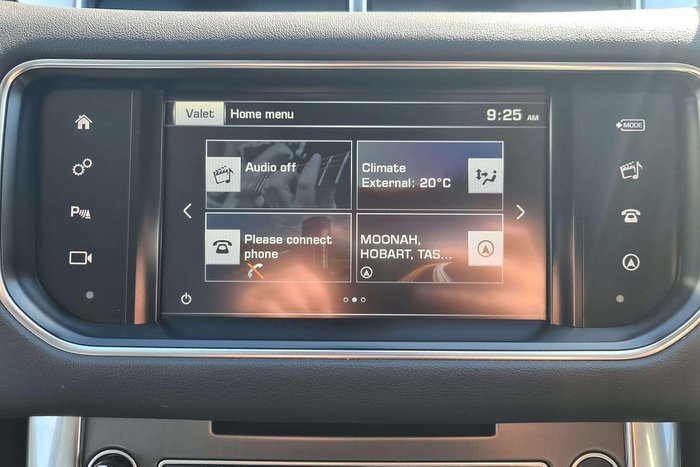 Valet Home menu 9:25 AM
MODE
Audio off
Climate
External: 20°C
P
Please connect
phone
MOONAH,
HOBART, TAS...